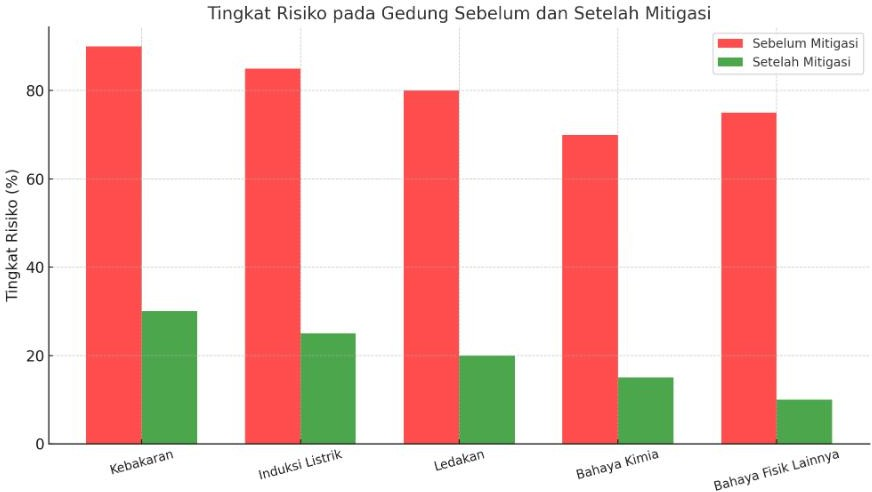 Tingkat Risiko pada Gedung Sebelum dan Setelah Mitigasi
Sebelum Mitigasi
Setelah Mitigasi
Tingkat Risiko (%)
80
60
40
20
0
Kebakaran
Induksi Listrik
Ledakan
Bahaya Kimia
Bahaya Fisik Lainnya